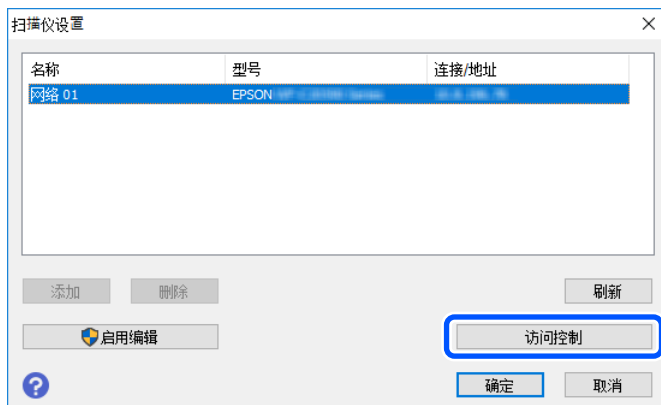 扫描仪设置
名称 型号 连接/地址
网络 01 EPSON
添加 删除 刷新
启用编辑 访问控制
确定 取消